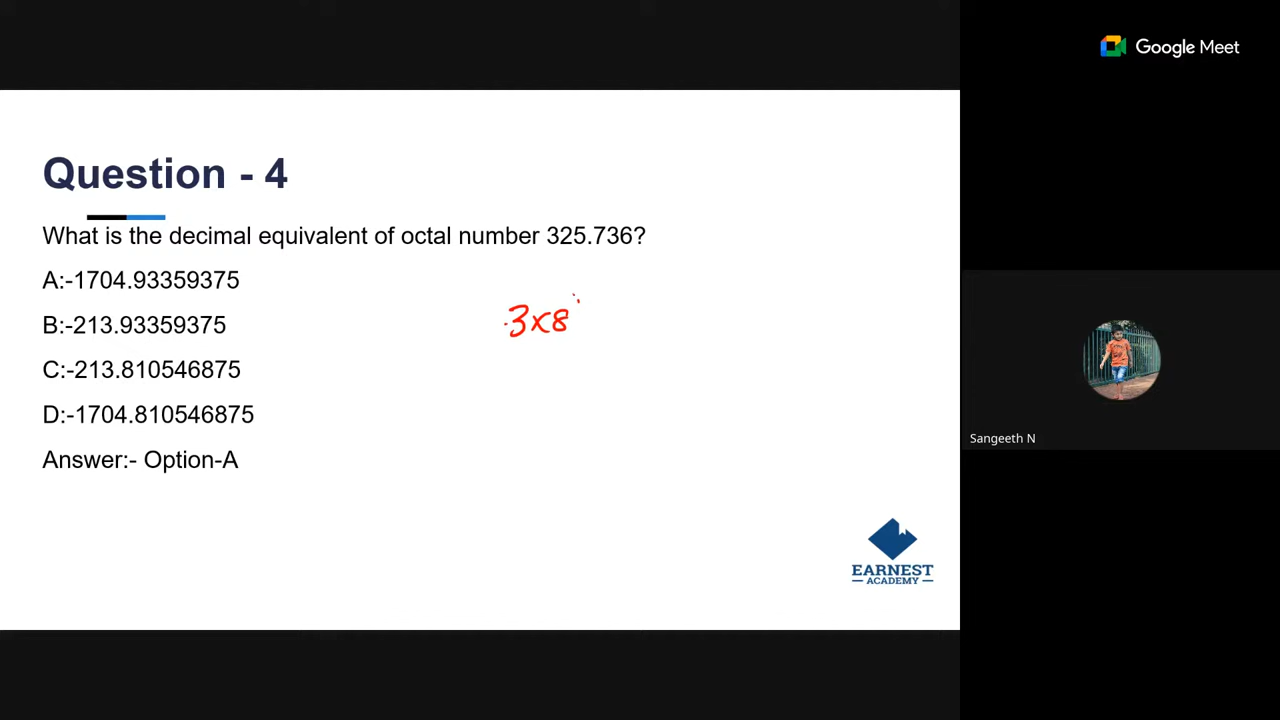 Google Meet
Question - 4
What is the decimal equivalent of octal number 325.736?
A:-1704.93359375
B:-213.93359375
3x8
C:-213.810546875
D:-1704.810546875
Answer:- Option-A
Sangeeth N
EARNEST
ACADEMY